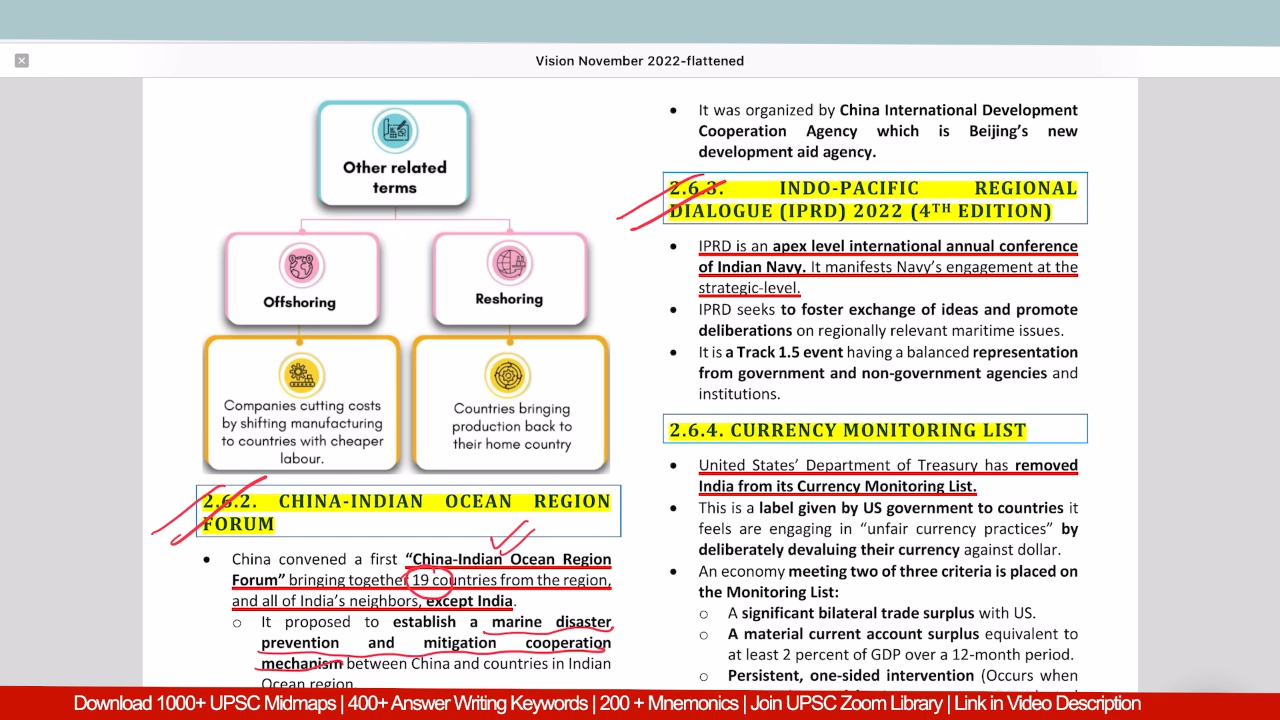 Vision November 2022-flattened
Other related
terms
Offshoring
Reshoring
Companies cutting costs
by shifting manufacturing
to countries with cheaper
labour.
Countries bringing
production back to
their home country
2.6.2. CHINA-INDIAN OCEAN REGION
FORUM
• China convened a first “China-Indian Ocean Region
Forum” bringing together 19 countries from the region,
and all of India’s neighbors, except India.
o It proposed to establish a marine disaster
prevention and mitigation cooperation
mechanism between China and countries in Indian
Ocean region.
• It was organized by China International Development
Cooperation Agency which is Beijing’s new
development aid agency.
2.6.3. INDO-PACIFIC REGIONAL
DIALOGUE (IPRD) 2022 (4TH EDITION)
• IPRD is an apex level international annual conference
of Indian Navy. It manifests Navy’s engagement at the
strategic-level.
• IPRD seeks to foster exchange of ideas and promote
deliberations on regionally relevant maritime issues.
• It is a Track 1.5 event having a balanced representation
from government and non-government agencies and
institutions.
2.6.4. CURRENCY MONITORING LIST
• United States’ Department of Treasury has removed
India from its Currency Monitoring List.
• This is a label given by US government to countries it
feels are engaging in “unfair currency practices” by
deliberately devaluing their currency against dollar.
• An economy meeting two of three criteria is placed on
the Monitoring List:
o A significant bilateral trade surplus with US.
o A material current account surplus equivalent to
at least 2 percent of GDP over a 12-month period.
o Persistent, one-sided intervention (Occurs when
Download 1000+ UPSC Midmaps | 400+ Answer Writing Keywords | 200 + Mnemonics | Join UPSC Zoom Library | Link in Video Description